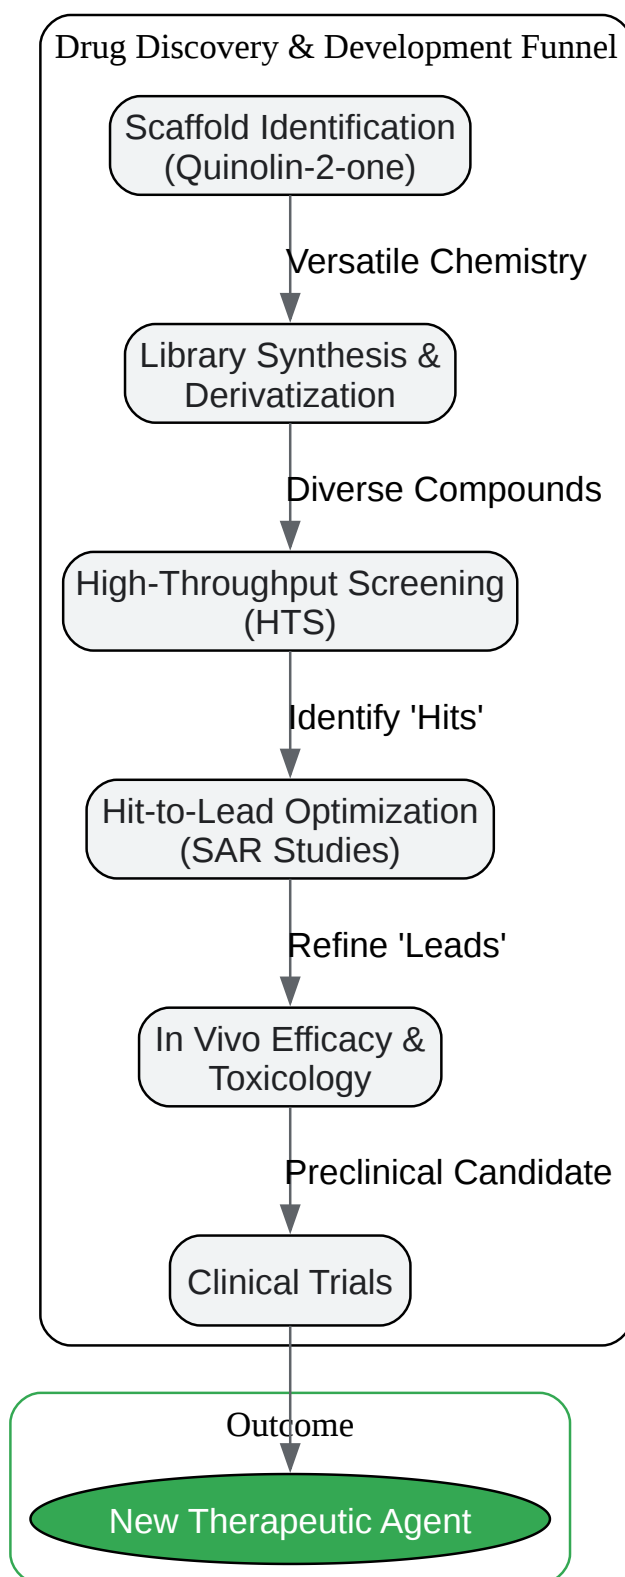 Drug Discovery & Development Funnel
Scaffold Identification
(Quinolin-2-one)
Versatile Chemistry
Library Synthesis &
Derivatization
Diverse Compounds
High-Throughput Screening
(HTS)
Identify 'Hits'
Hit-to-Lead Optimization
(SAR Studies)
Refine 'Leads'
In Vivo Efficacy &
Toxicology
Preclinical Candidate
Clinical Trials
Outcome
New Therapeutic Agent